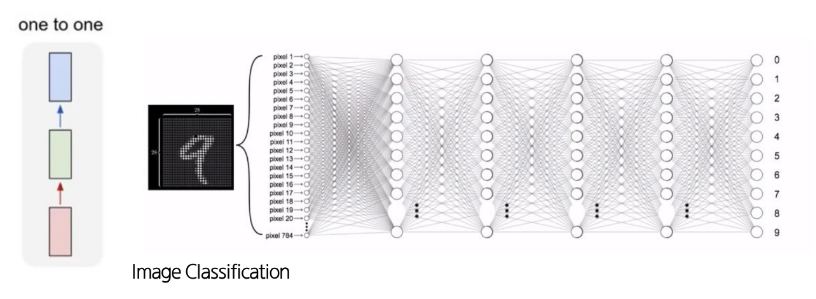 one to one
28
28
pixel 1
pixel 2
pixel 3
pixel 4
pixel 5
pixel 6
pixel 7
pixel 8
pixel 9
pixel 10
pixel 11
pixel 12
pixel 13
pixel 14
pixel 15
pixel 16
pixel 17
pixel 18
pixel 19
pixel 20
pixel 784
0
1
2
3
4
5
6
7
8
9
Image Classification